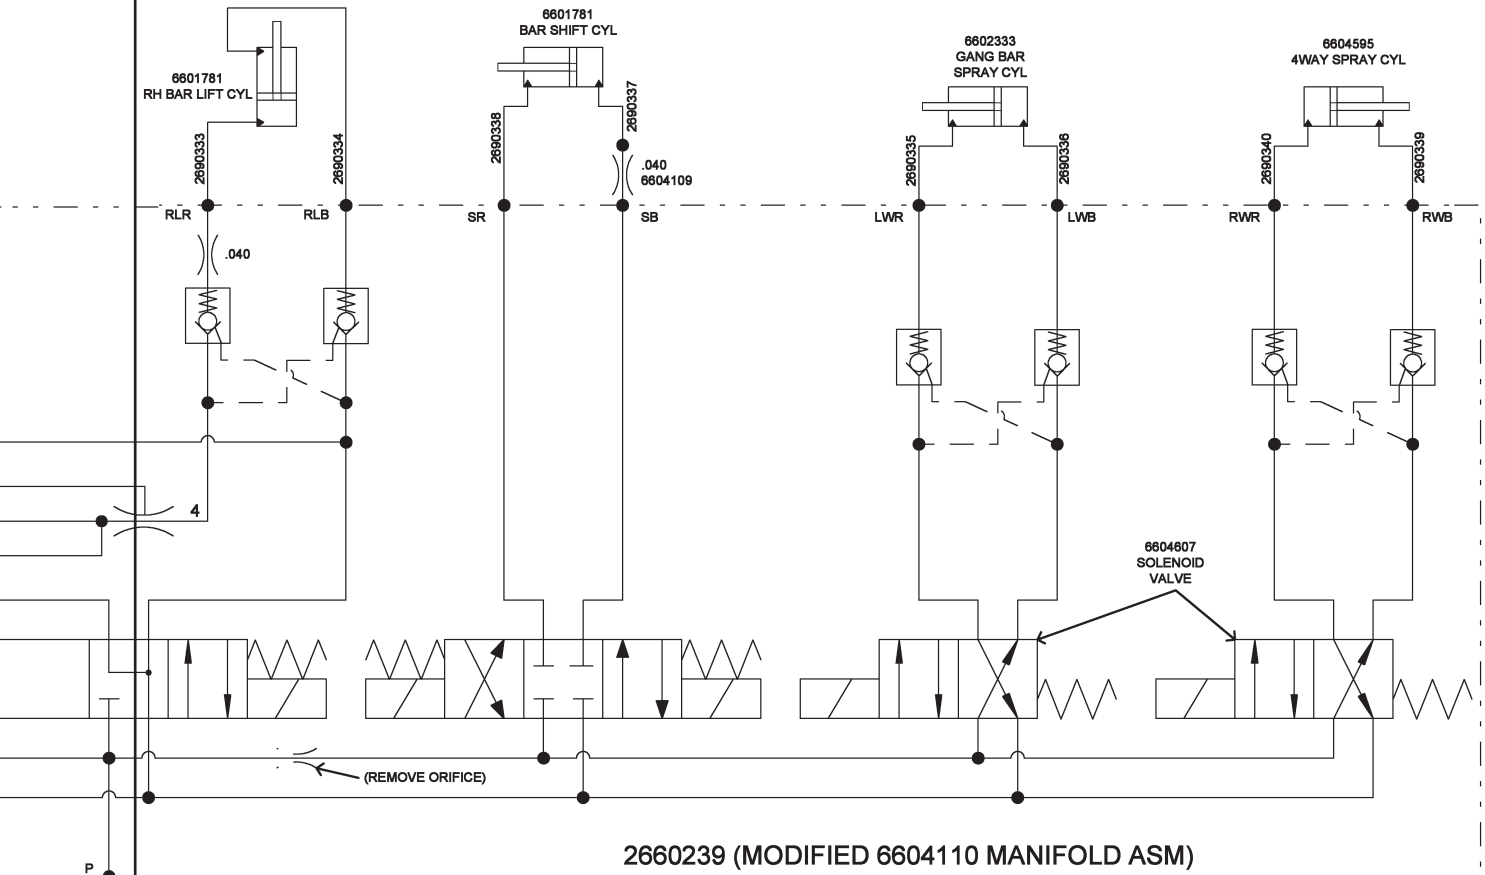 6601781
RH BAR LIFT CYL
6601781
BAR SHIFT CYL
6602333
GANG BAR
SPRAY CYL
6604595
4WAY SPRAY CYL
2690333
2690334
2690338
2690337
2690335
2690336
2690340
2690339
.040
6604109
RLR
RLB
SR
SB
LWR
LWB
RWR
RWB
.040
4
6604607
SOLENOID
VALVE
(REMOVE ORIFICE)
2660239 (MODIFIED 6604110 MANIFOLD ASM)
P